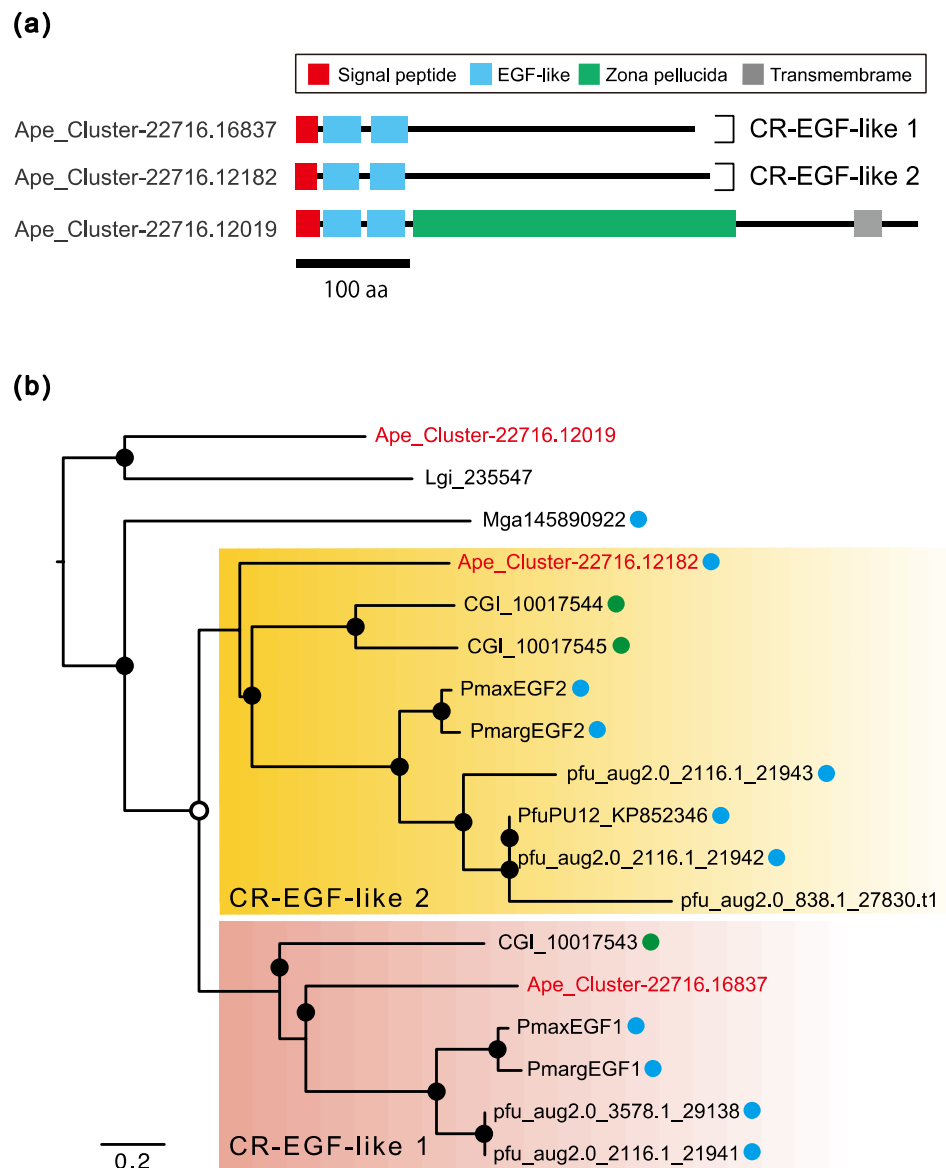 (a)
Signal peptide EGF-like Zona pellucida Transmembrame
Ape_Cluster-22716.16837 CR-EGF-like 1
Ape_Cluster-22716.12182 CR-EGF-like 2
Ape_Cluster-22716.12019
100 aa
(b)
Ape_Cluster-22716.12019
Lgi_235547
Mga145890922
Ape_Cluster-22716.12182
CGI_10017544
CGI_10017545
PmaxEGF2
PmargEGF2
pfu_aug2.0_2116.1_21943
PfuPU12_KP852346
pfu_aug2.0_2116.1_21942
pfu_aug2.0_838.1_27830.t1
CR-EGF-like 2
CGI_10017543
Ape_Cluster-22716.16837
PmaxEGF1
PmargEGF1
pfu_aug2.0_3578.1_29138
pfu_aug2.0_2116.1_21941
CR-EGF-like 1
0.2